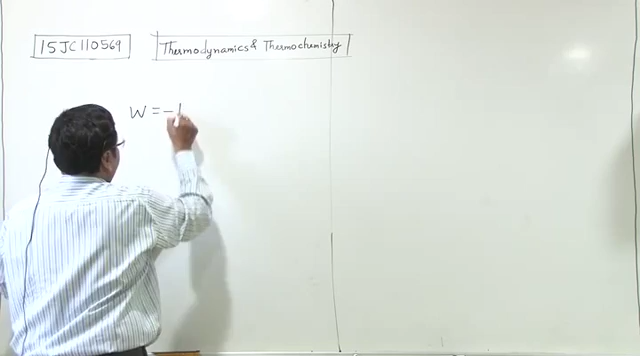 15JC110569
Thermodynamics & Thermochemistry
W = -